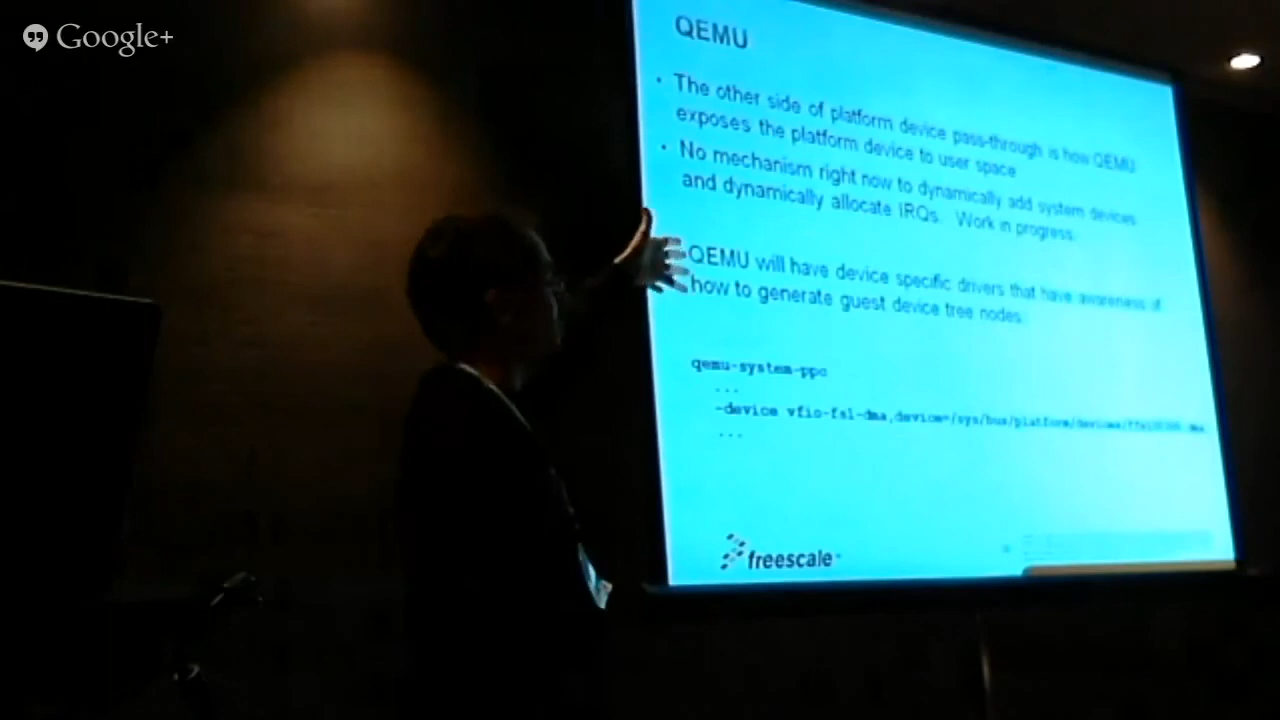 Google+
QEMU
• The other side of platform device pass-through is how QEMU
exposes the platform device to user space
• No mechanism right now to dynamically add system devices
and dynamically allocate IRQs. Work in progress.
QEMU will have device specific drivers that have awareness of
how to generate guest device tree nodes.
qemu-system-ppc
...
-device vfio-fsl-dma,device=/sys/bus/platform/devices/
...
freescale™